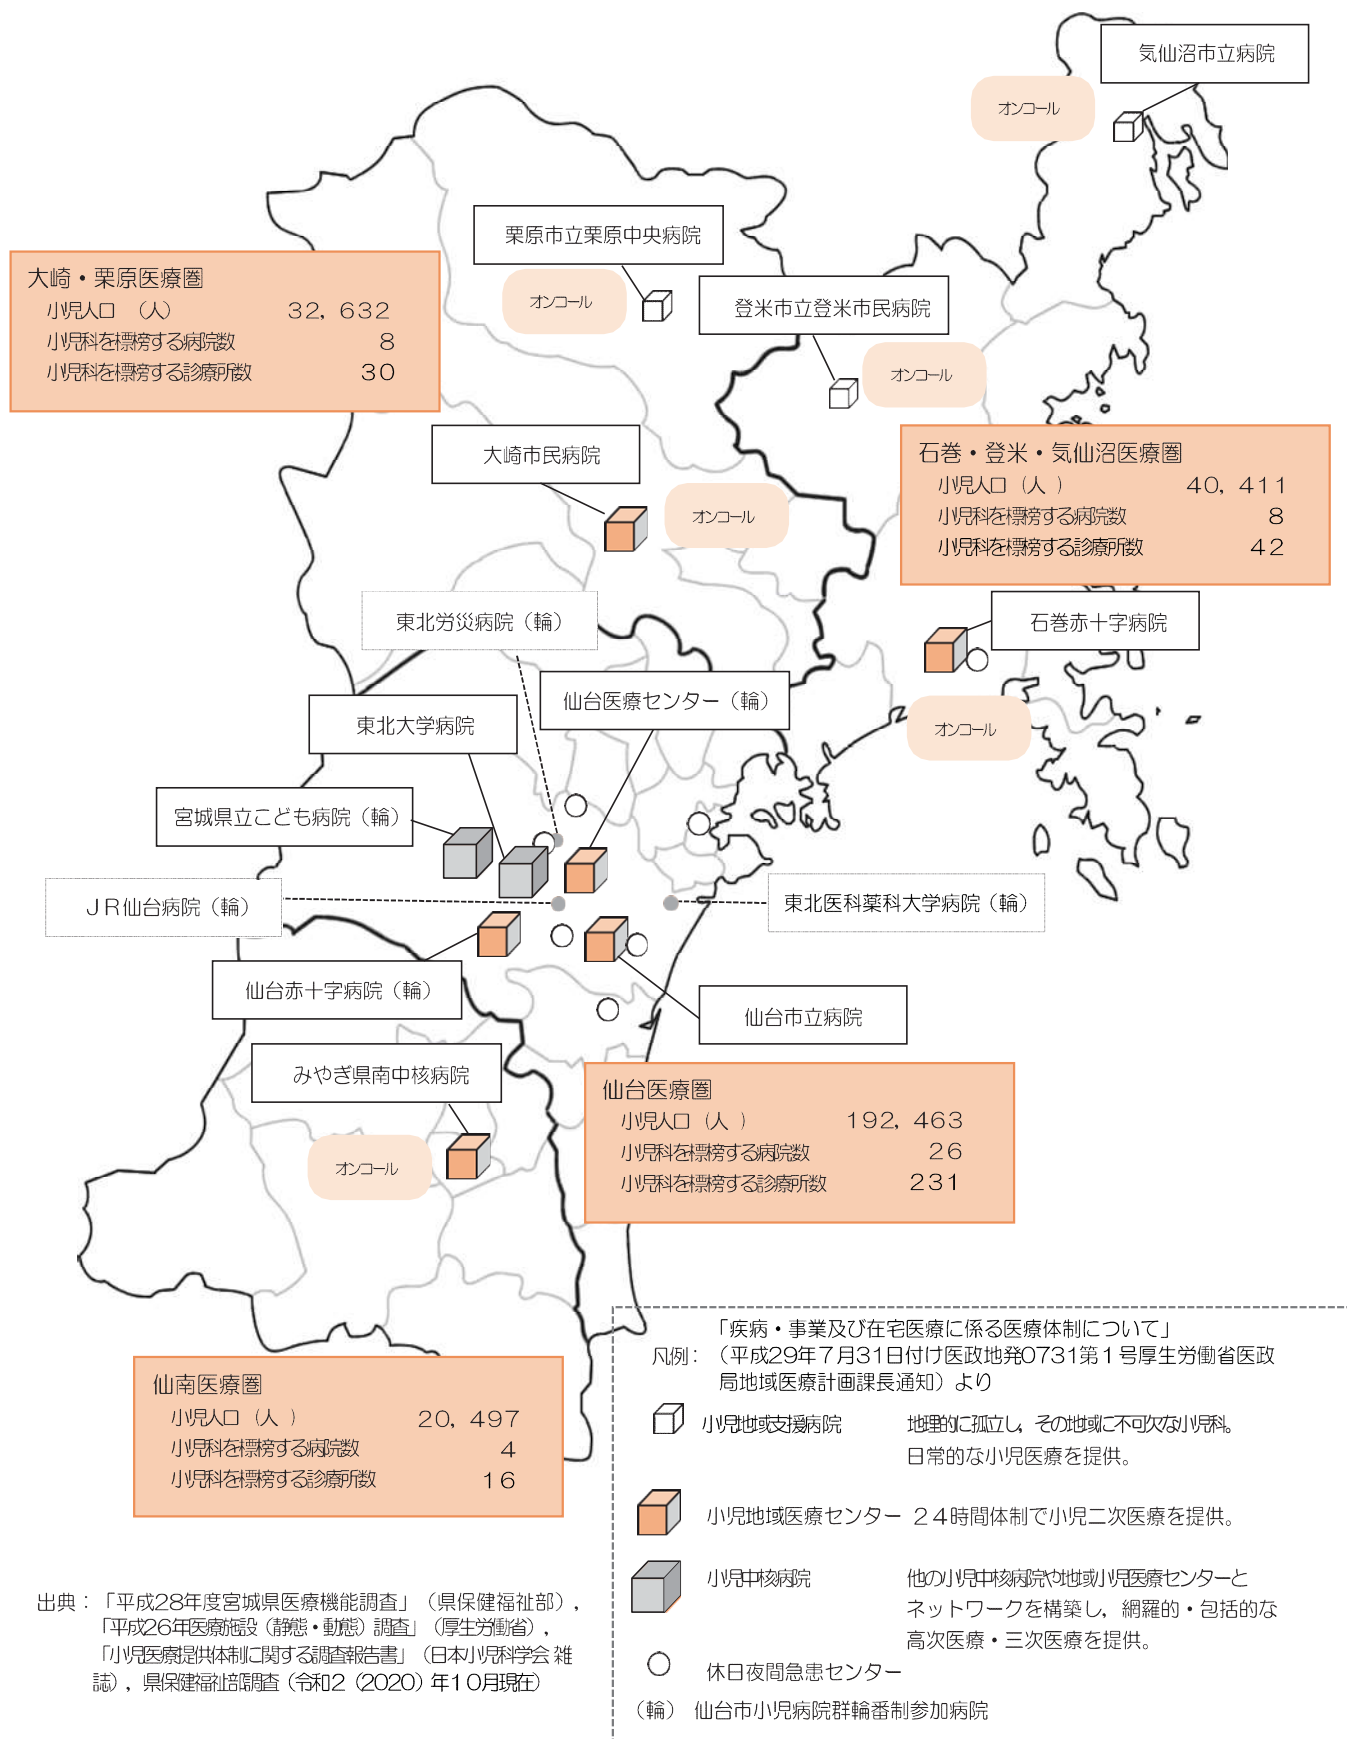 気仙沼市立病院
オンコール
栗原市立栗原中央病院
オンコール
登米市立登米市民病院
オンコール
大崎・栗原医療圏
小児人口　（人）　32，632
小児科を標榜する病院数　8
小児科を標榜する診療所数　30
大崎市民病院
オンコール
石巻・登米・気仙沼医療圏
小児人口（人　）　40，411
小児科を標榜する病院数　8
小児科を標榜する診療所数　42
東北労災病院（輪）
石巻赤十字病院
オンコール
仙台医療センター（輪）
東北大学病院
宮城県立こども病院（輪）
ＪＲ仙台病院（輪）
東北医科薬科大学病院（輪）
仙台赤十字病院（輪）
仙台市立病院
みやぎ県南中核病院
オンコール
仙台医療圏
小児人口（人　）　192，463
小児科を標榜する病院数　26
小児科を標榜する診療所数　231
仙南医療圏
小児人口（人　）　20，497
小児科を標榜する病院数　4
小児科を標榜する診療所数　16
「疾病・事業及び在宅医療に係る医療体制について」
凡例：（平成29年７月31日付け医政地発0731第１号厚生労働省医政
局地域医療計画課長通知）より
小児地域支援病院　地理的に孤立し，その地域に不可欠な小児科。
日常的な小児医療を提供。
小児地域医療センター　２４時間体制で小児二次医療を提供。
小児中核病院　他の小児中核病院や地域小児医療センターと
ネットワークを構築し，網羅的・包括的な
高次医療・三次医療を提供。
休日夜間急患センター
（輪）　仙台市小児病院群輪番制参加病院
出典：「平成28年度宮城県医療機能調査」（県保健福祉部），
「平成26年医療施設（静態・動態）調査」（厚生労働省），
「小児医療提供体制に関する調査報告書」（日本小児科学会 雑
誌），県保健福祉部調査（令和２（2020）年１０月現在）